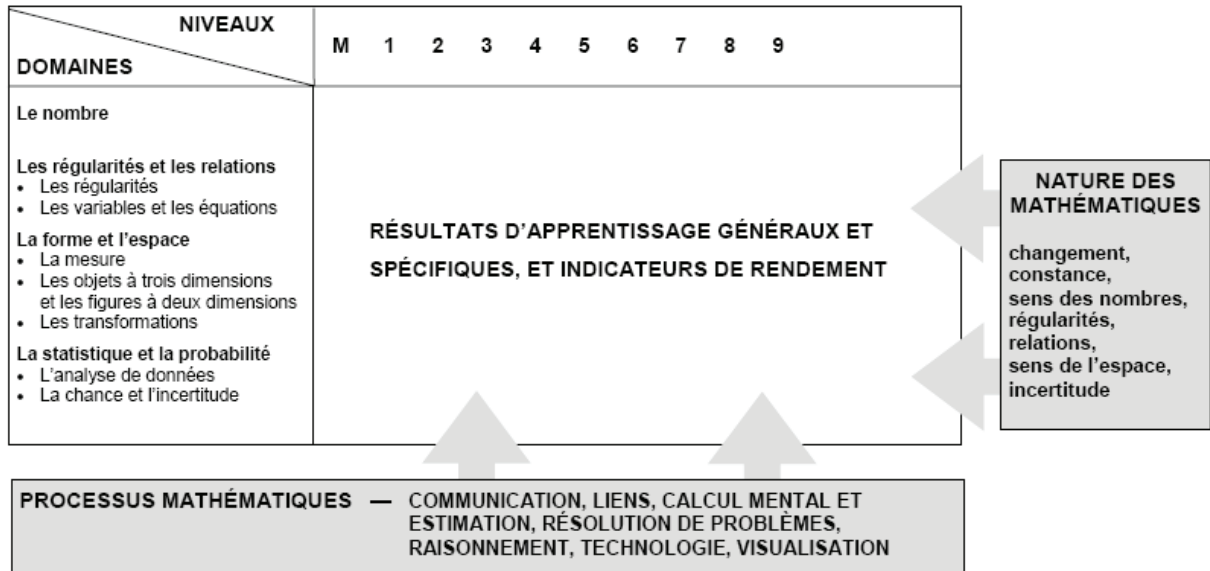 NIVEAUX
DOMAINES
M 1 2 3 4 5 6 7 8 9
Le nombre
Les régularités et les relations
• Les régularités
• Les variables et les équations
La forme et l'espace
• La mesure
• Les objets à trois dimensions
et les figures à deux dimensions
• Les transformations
La statistique et la probabilité
• L'analyse de données
• La chance et l'incertitude
RÉSULTATS D'APPRENTISSAGE GÉNÉRAUX ET
SPÉCIFIQUES, ET INDICATEURS DE RENDEMENT
NATURE DES
MATHÉMATIQUES
changement,
constance,
sens des nombres,
régularités,
relations,
sens de l'espace,
incertitude
PROCESSUS MATHÉMATIQUES — COMMUNICATION, LIENS, CALCUL MENTAL ET
ESTIMATION, RÉSOLUTION DE PROBLÈMES,
RAISONNEMENT, TECHNOLOGIE, VISUALISATION